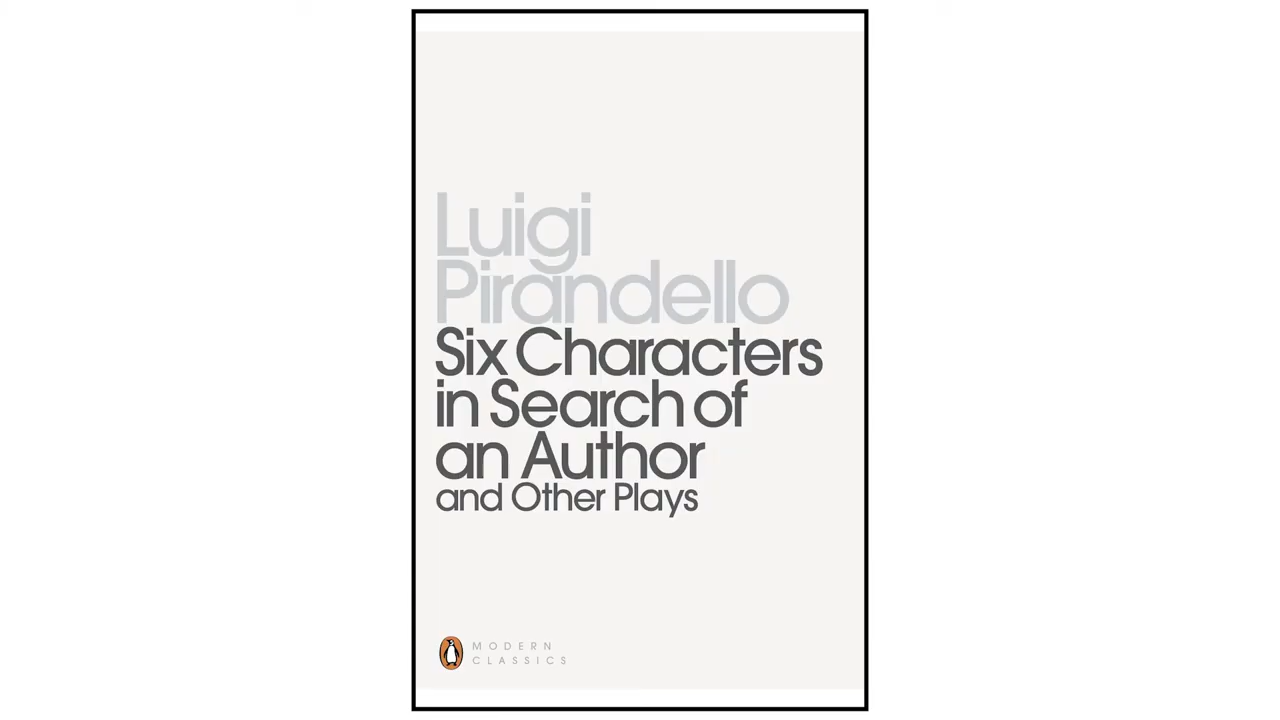 Luigi
Pirandello
Six Characters
in Search of
an Author
and Other Plays
MODERN
CLASSICS